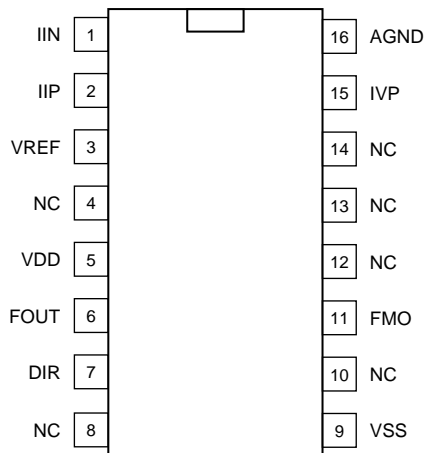 IIN 1 16 AGND
IIP 2 15 IVP
VREF 3 14 NC
NC 4 13 NC
VDD 5 12 NC
FOUT 6 11 FMO
DIR 7 10 NC
NC 8 9 VSS